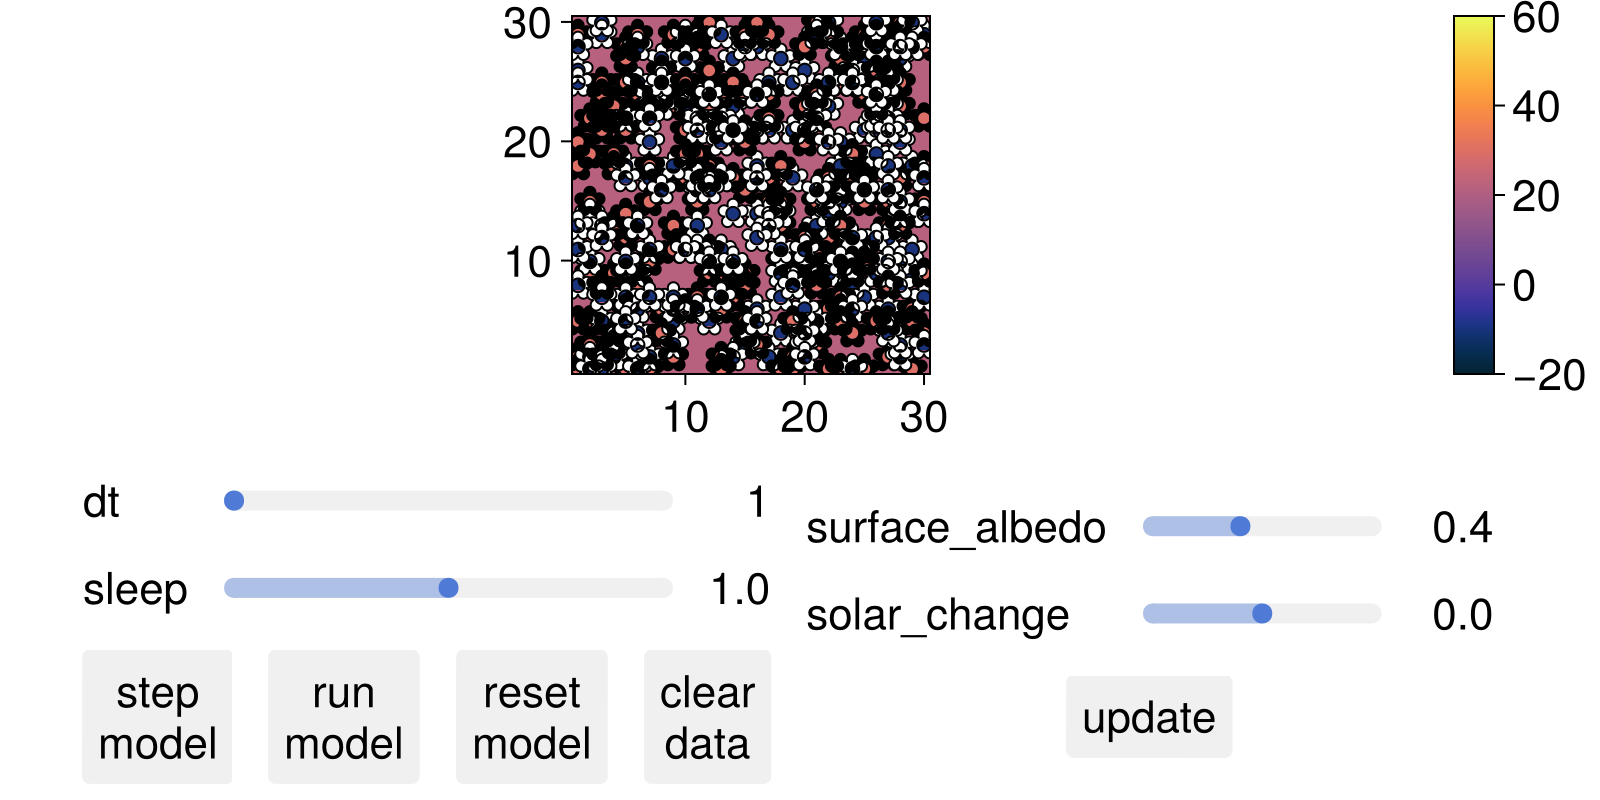 30
20
10
10 20 30
60
40
20
0
−20
dt 1
sleep 1.0
surface_albedo 0.4
solar_change 0.0
step
model
run
model
reset
model
clear
data
update